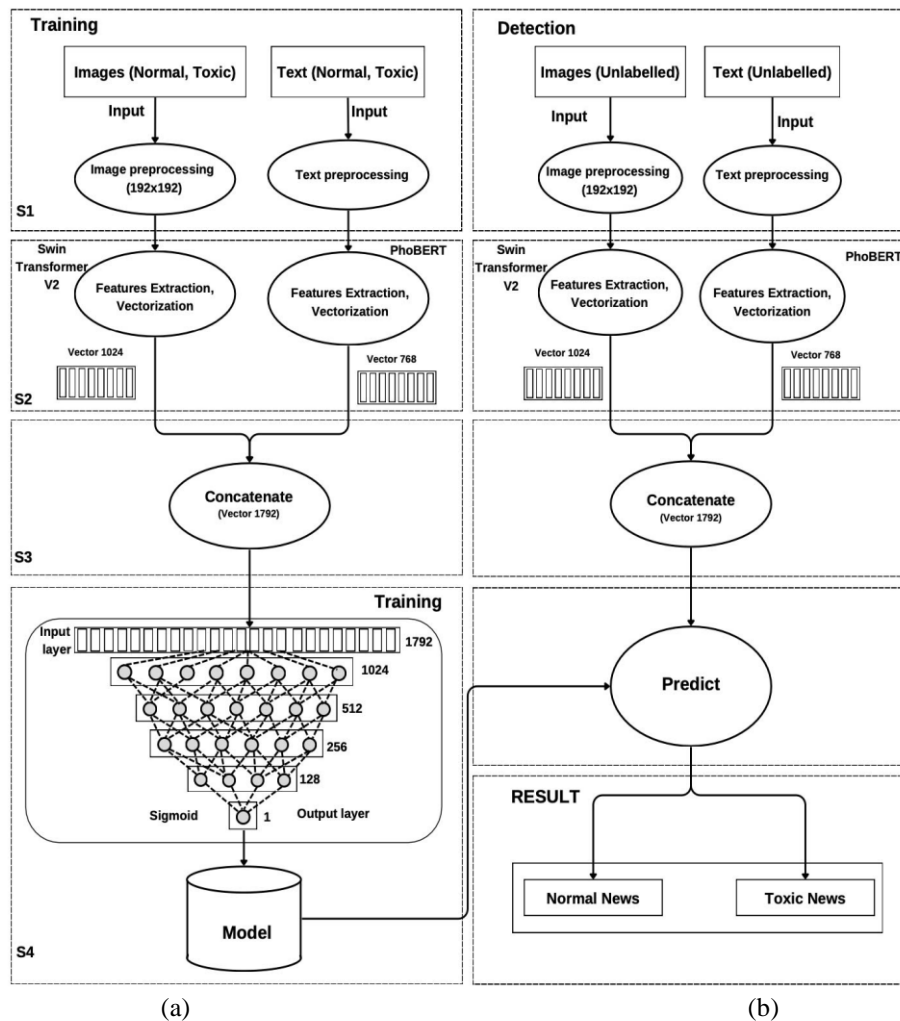 Training
Images (Normal, Toxic)
Text (Normal, Toxic)
Input
Input
Image preprocessing
(192x192)
Text preprocessing
S1
Swin
Transformer
V2
PhoBERT
Features Extraction,
Vectorization
Features Extraction,
Vectorization
Vector 1024
Vector 768
S2
Concatenate
(Vector 1792)
S3
Training
Input
layer
1792
1024
512
256
128
Sigmoid
1
Output layer
Model
S4
(a)
Detection
Images (Unlabelled)
Text (Unlabelled)
Input
Input
Image preprocessing
(192x192)
Text preprocessing
Swin
Transformer
V2
PhoBERT
Features Extraction,
Vectorization
Features Extraction,
Vectorization
Vector 1024
Vector 768
Concatenate
(Vector 1792)
Predict
RESULT
Normal News
Toxic News
(b)